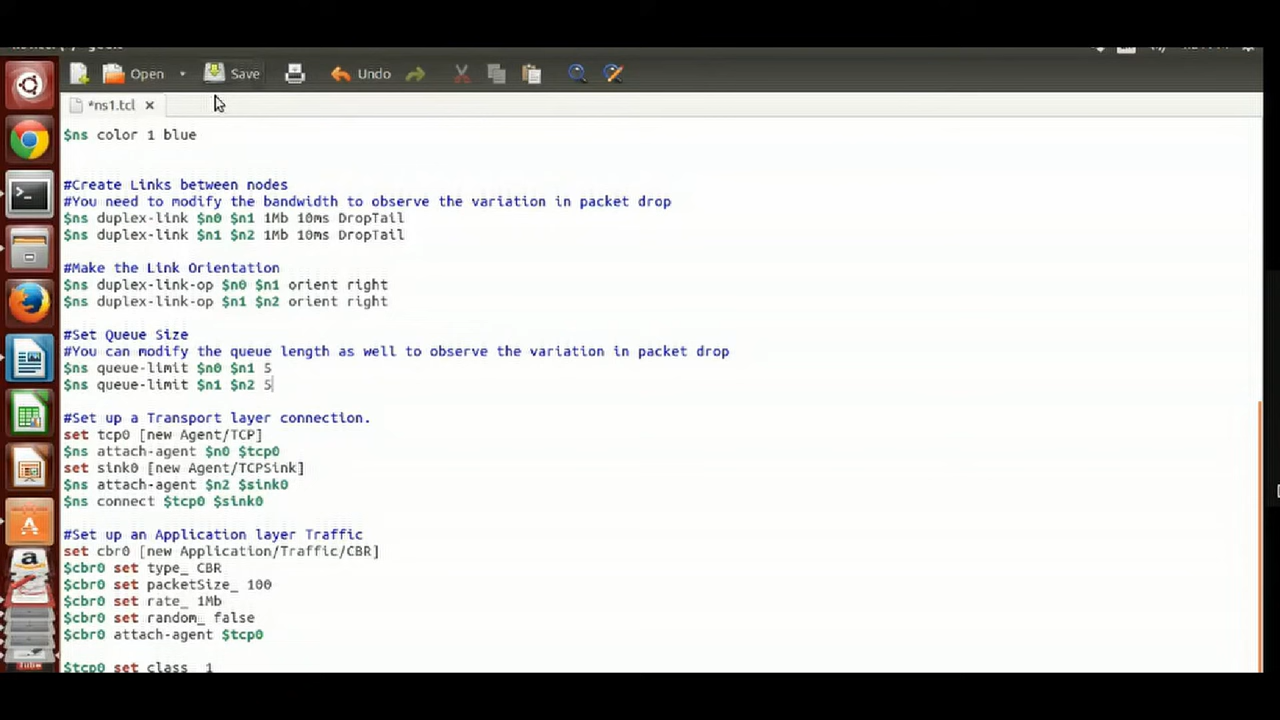 Open
Save
Undo
*ns1.tcl
$ns color 1 blue
#Create Links between nodes
#You need to modify the bandwidth to observe the variation in packet drop
$ns duplex-link $n0 $n1 1Mb 10ms DropTail
$ns duplex-link $n1 $n2 1Mb 10ms DropTail
#Make the Link Orientation
$ns duplex-link-op $n0 $n1 orient right
$ns duplex-link-op $n1 $n2 orient right
#Set Queue Size
#You can modify the queue length as well to observe the variation in packet drop
$ns queue-limit $n0 $n1 5
$ns queue-limit $n1 $n2 5
#Set up a Transport layer connection.
set tcp0 [new Agent/TCP]
$ns attach-agent $n0 $tcp0
set sink0 [new Agent/TCPSink]
$ns attach-agent $n2 $sink0
$ns connect $tcp0 $sink0
#Set up an Application layer Traffic
set cbr0 [new Application/Traffic/CBR]
$cbr0 set type_ CBR
$cbr0 set packetSize_ 100
$cbr0 set rate_ 1Mb
$cbr0 set random_ false
$cbr0 attach-agent $tcp0
$tcp0 set class_ 1